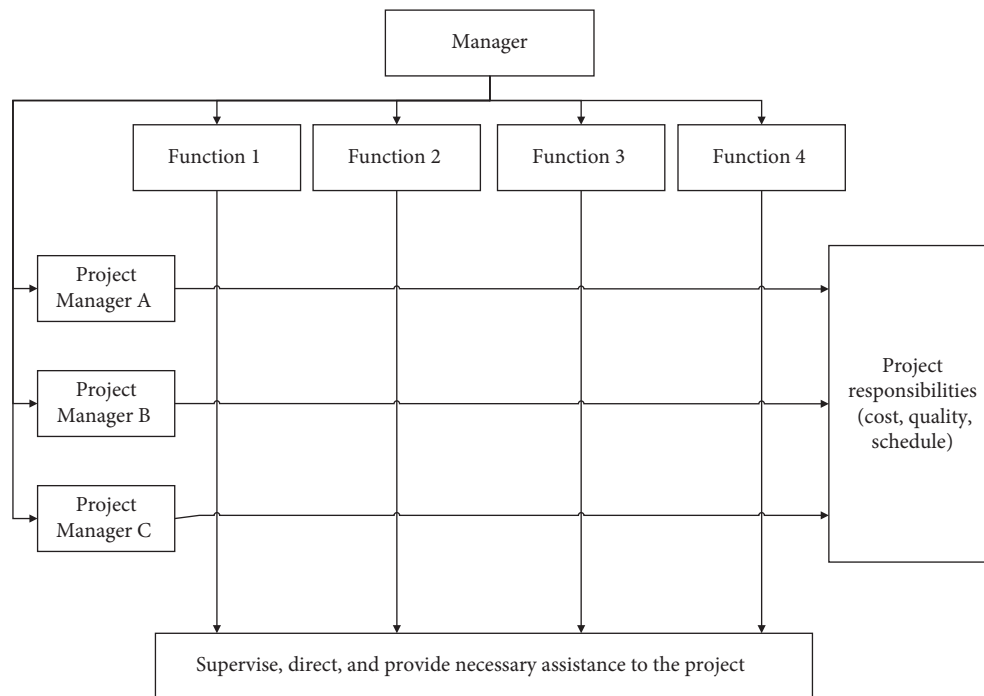 Manager
Function 1
Function 2
Function 3
Function 4
Project
Manager A
Project
Manager B
Project
Manager C
Project
responsibilities
(cost, quality,
schedule)
Supervise, direct, and provide necessary assistance to the project